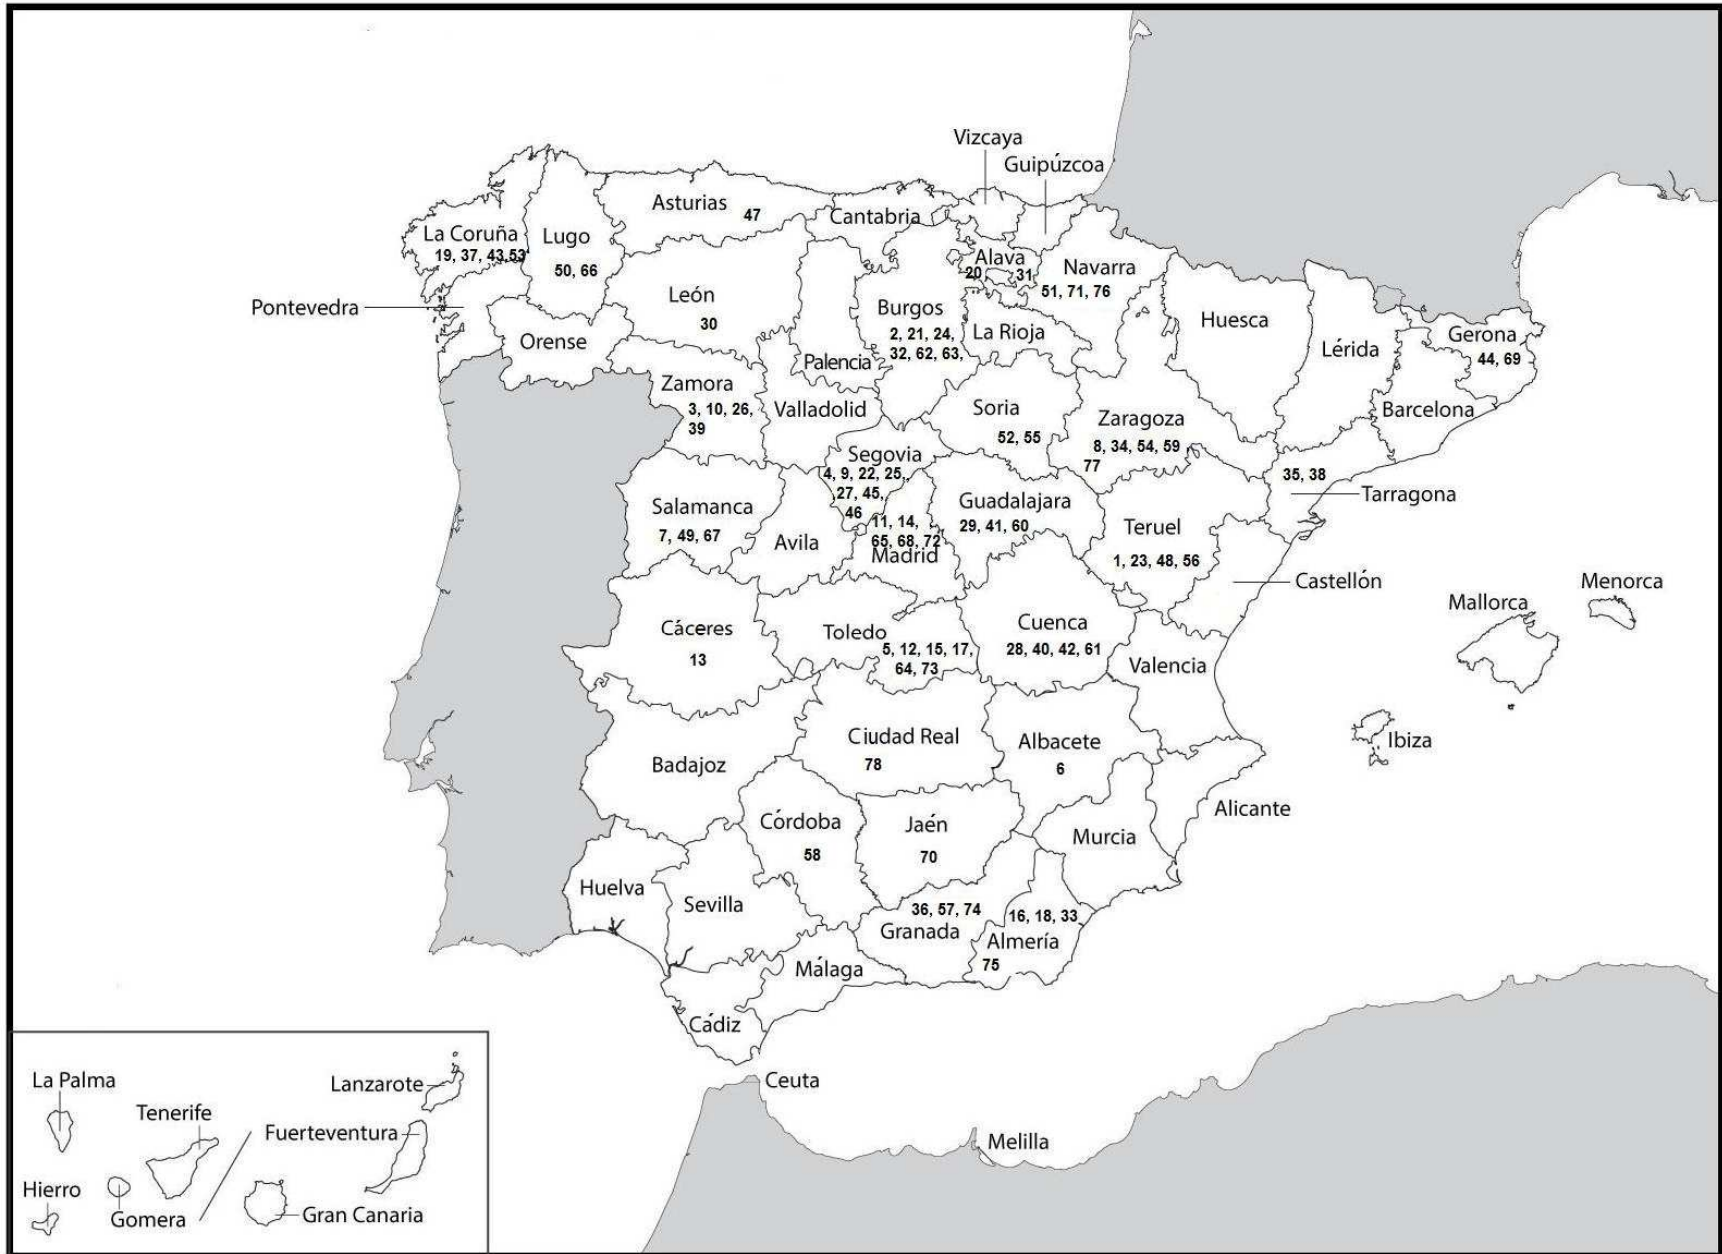 Vizcaya
Guipúzcoa
Asturias
47
Cantabria
La Coruña
19, 37, 43,53
Lugo
50, 66
Alava
20
31
Navarra
51, 71, 76
Pontevedra
León
30
Burgos
2, 21, 24,
32, 62, 63,
La Rioja
Huesca
Lérida
Gerona
44, 69
Orense
Palencia
Zamora
3, 10, 26,
39
Valladolid
Soria
52, 55
Zaragoza
8, 34, 54, 59
77
Barcelona
Segovia
4, 9, 22, 25,
27, 45,
46
35, 38
Tarragona
Salamanca
7, 49, 67
Avila
11, 14,
65, 68, 72
Madrid
Guadalajara
29, 41, 60
Teruel
1, 23, 48, 56
Castellón
Menorca
Mallorca
Cáceres
13
Toledo
5, 12, 15, 17,
64, 73
Cuenca
28, 40, 42, 61
Valencia
Ibiza
Badajoz
Ciudad Real
78
Albacete
6
Alicante
Córdoba
58
Jaén
70
Murcia
Huelva
Sevilla
36, 57, 74
Granada
16, 18, 33
Almería
75
Málaga
Cádiz
Ceuta
Melilla
La Palma
Lanzarote
Tenerife
Fuerteventura
Hierro
Gomera
Gran Canaria